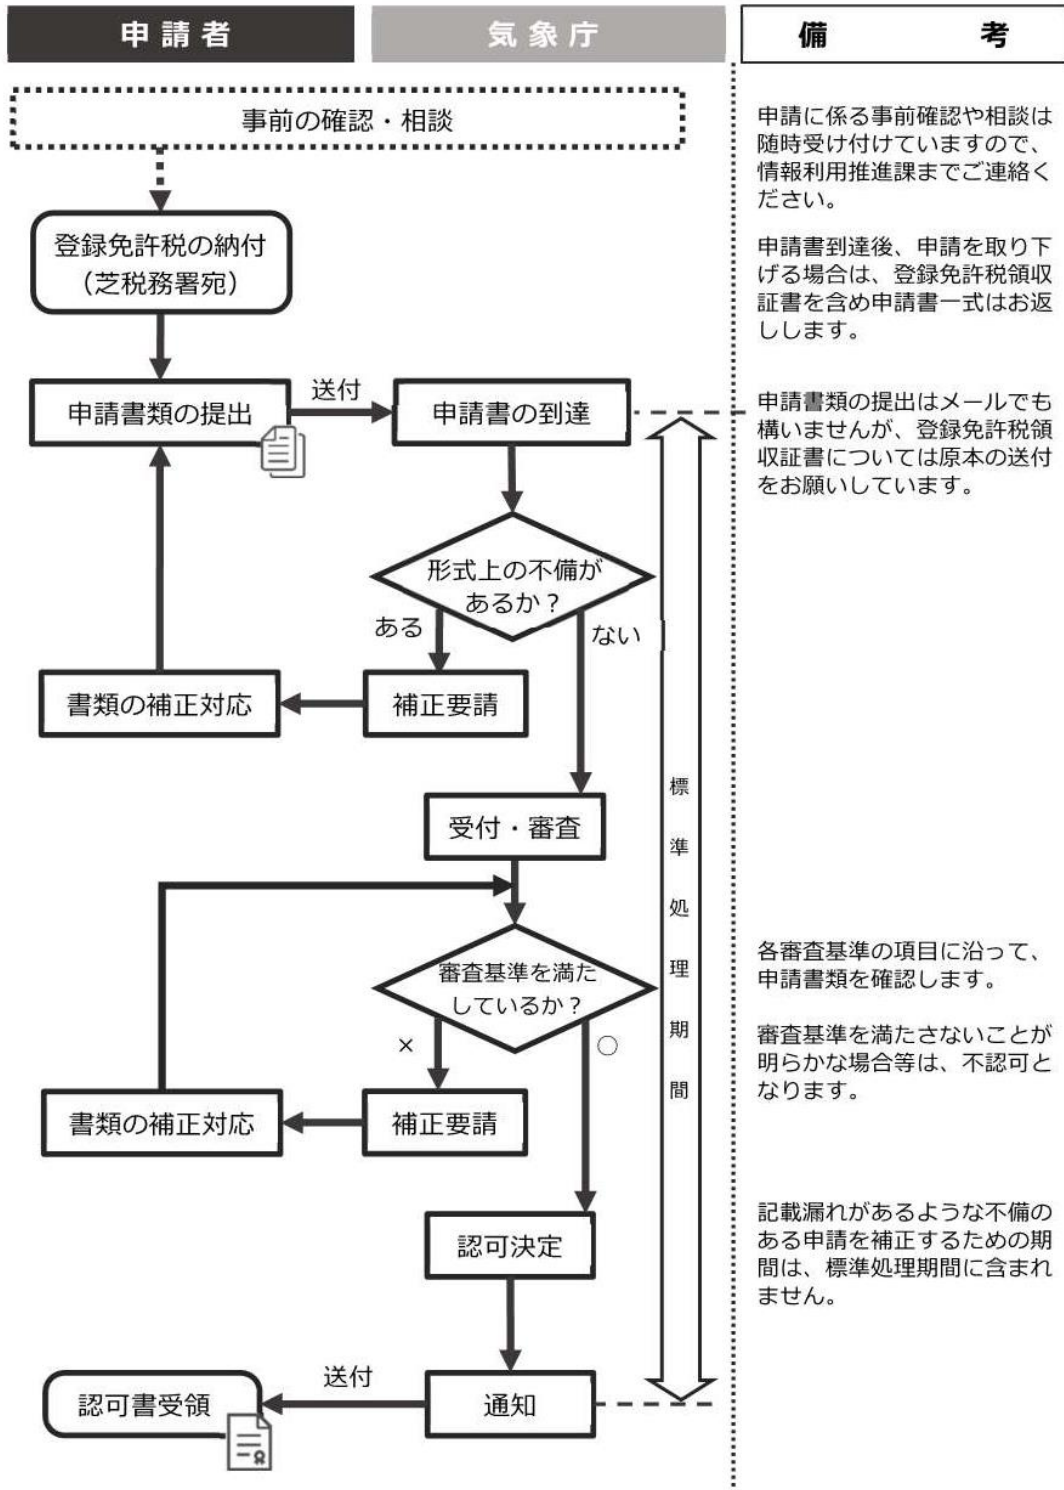 申請者
気象庁
備考
事前の確認・相談
申請に係る事前確認や相談は
随時受け付けていますので、
情報利用推進課までご連絡く
ださい。
登録免許税の納付
（芝税務署宛）
申請書到達後、申請を取り下
げる場合は、登録免許税領収
証書を含め申請書一式はお返
しします。
申請書類の提出
送付
申請書の到達
申請書類の提出はメールでも
構いませんが、登録免許税領
収証書については原本の送付
をお願いしています。
形式上の不備が
あるか？
ある
ない
書類の補正対応
補正要請
標準処理期間
受付・審査
審査基準を満た
しているか？
×
○
各審査基準の項目に沿って、
申請書類を確認します。
審査基準を満たさないことが
明らかな場合等は、不認可と
なります。
書類の補正対応
補正要請
認可決定
記載漏れがあるような不備の
ある申請を補正するための期
間は、標準処理期間に含まれ
ません。
認可書受領
送付
通知